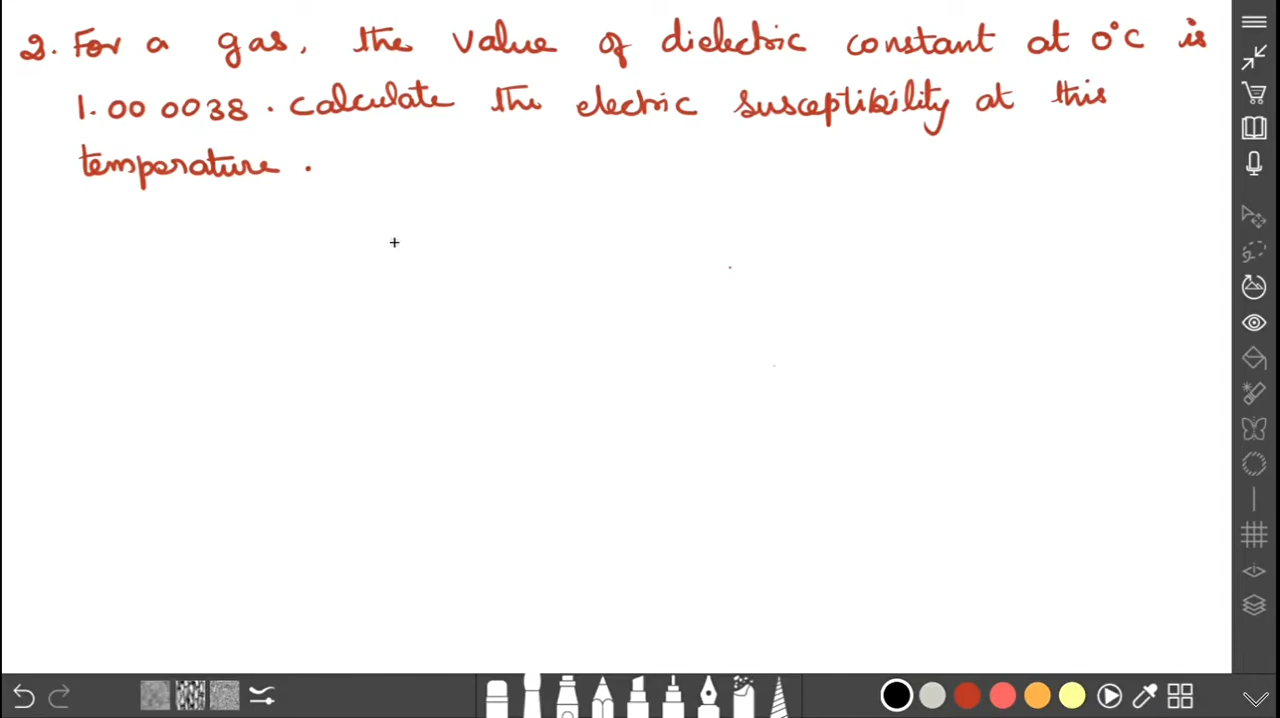 2. For a gas, the value of dielectric constant at 0°C is
1.000038. calculate the electric susceptibility at this
temperature.